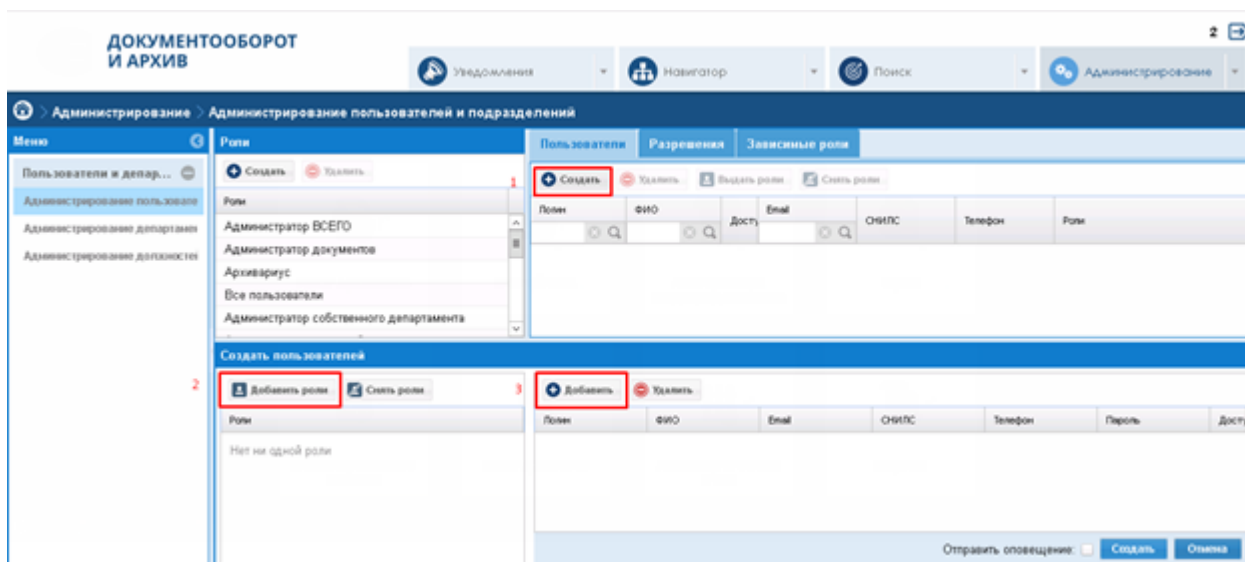 ДОКУМЕНТООБОРОТ
И АРХИВ
2
Уведомления
Навигатор
Поиск
Администрирование
Администрирование > Администрирование пользователей и подразделений
Меню
Пользователи и депар...
Администрирование пользовате
Администрирование департамен
Администрирование должностей
Роли
Создать Удалить
1
Роли
Администратор ВСЕГО
Администратор документов
Архивариус
Все пользователи
Администратор собственного департамента
Пользователи Разрешения Зависимые роли
Создать Удалить Выдать роли Снять роли
Логин ФИО Досту Email СНИЛС Телефон Роли
Создать пользователей
2
Добавить роли Снять роли
3
Роли
Нет ни одной роли
Добавить Удалить
Логин ФИО Email СНИЛС Телефон Пароль Досту
Отправить оповещение: Создать Отмена